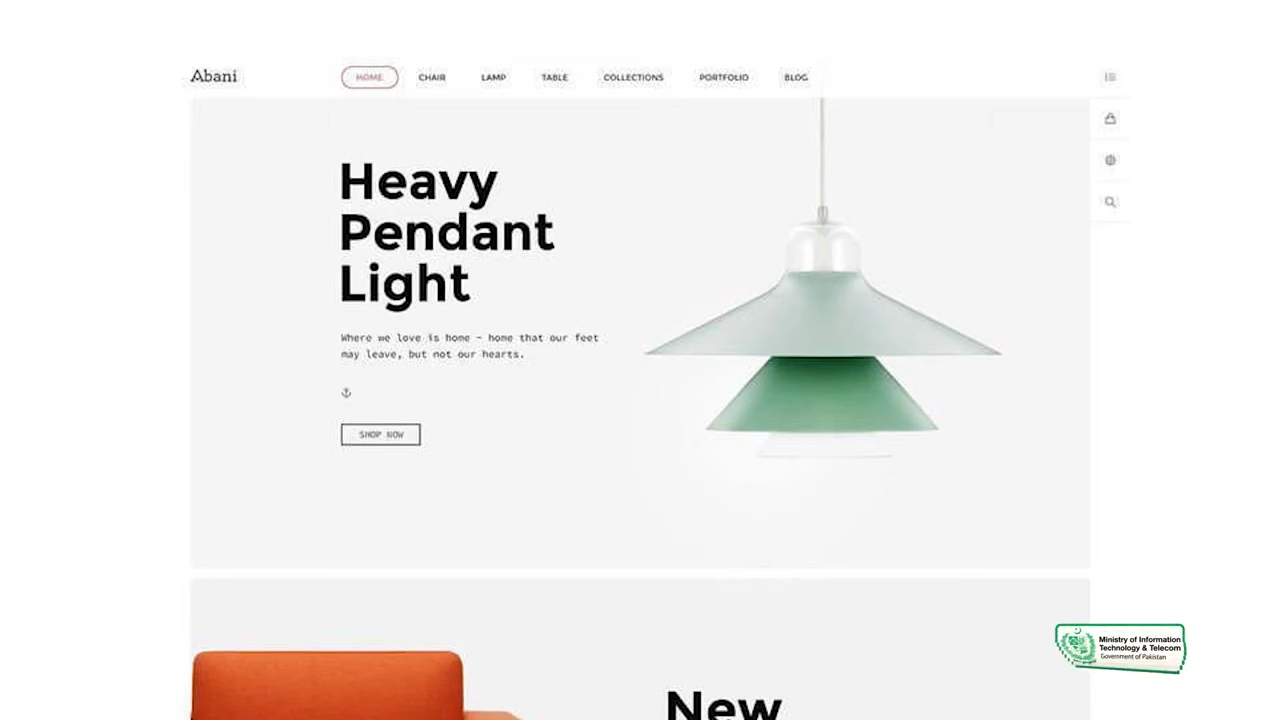 Abani
HOME CHAIR LAMP TABLE COLLECTIONS PORTFOLIO BLOG
Heavy
Pendant
Light
Where we love is home - home that our feet
may leave, but not our hearts.
SHOP NOW
New
Ministry of Information
Technology & Telecom
Government of Pakistan